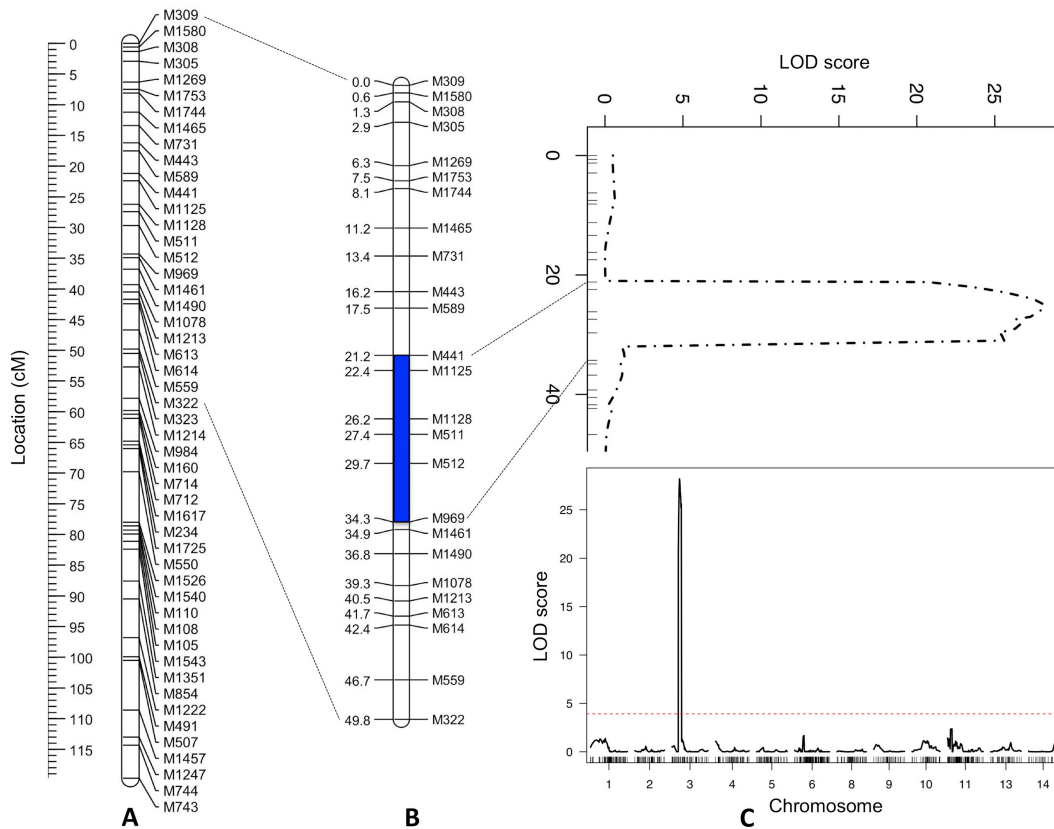 Location (cM)
0
5
10
15
20
25
30
35
40
45
50
55
60
65
70
75
80
85
90
95
100
105
110
115
M309
M1580
M308
M305
M1269
M1753
M1744
M1465
M731
M443
M589
M441
M1125
M1128
M511
M512
M969
M1461
M1490
M1078
M1213
M613
M614
M559
M322
M323
M1214
M984
M160
M714
M712
M1617
M234
M1725
M550
M1526
M1540
M110
M108
M105
M1543
M1351
M854
M1222
M491
M507
M1457
M1247
M744
M743
A
0.0 M309
0.6 M1580
1.3 M308
2.9 M305
6.3 M1269
7.5 M1753
8.1 M1744
11.2 M1465
13.4 M731
16.2 M443
17.5 M589
21.2 M441
22.4 M1125
26.2 M1128
27.4 M511
29.7 M512
34.3 M969
34.9 M1461
36.8 M1490
39.3 M1078
40.5 M1213
41.7 M613
42.4 M614
46.7 M559
49.8 M322
B
LOD score
0 5 10 15 20 25
0
20
40
LOD score
25
20
15
10
5
0
1 2 3 4 5 6 7 8 9 10 11 13 14
Chromosome
C